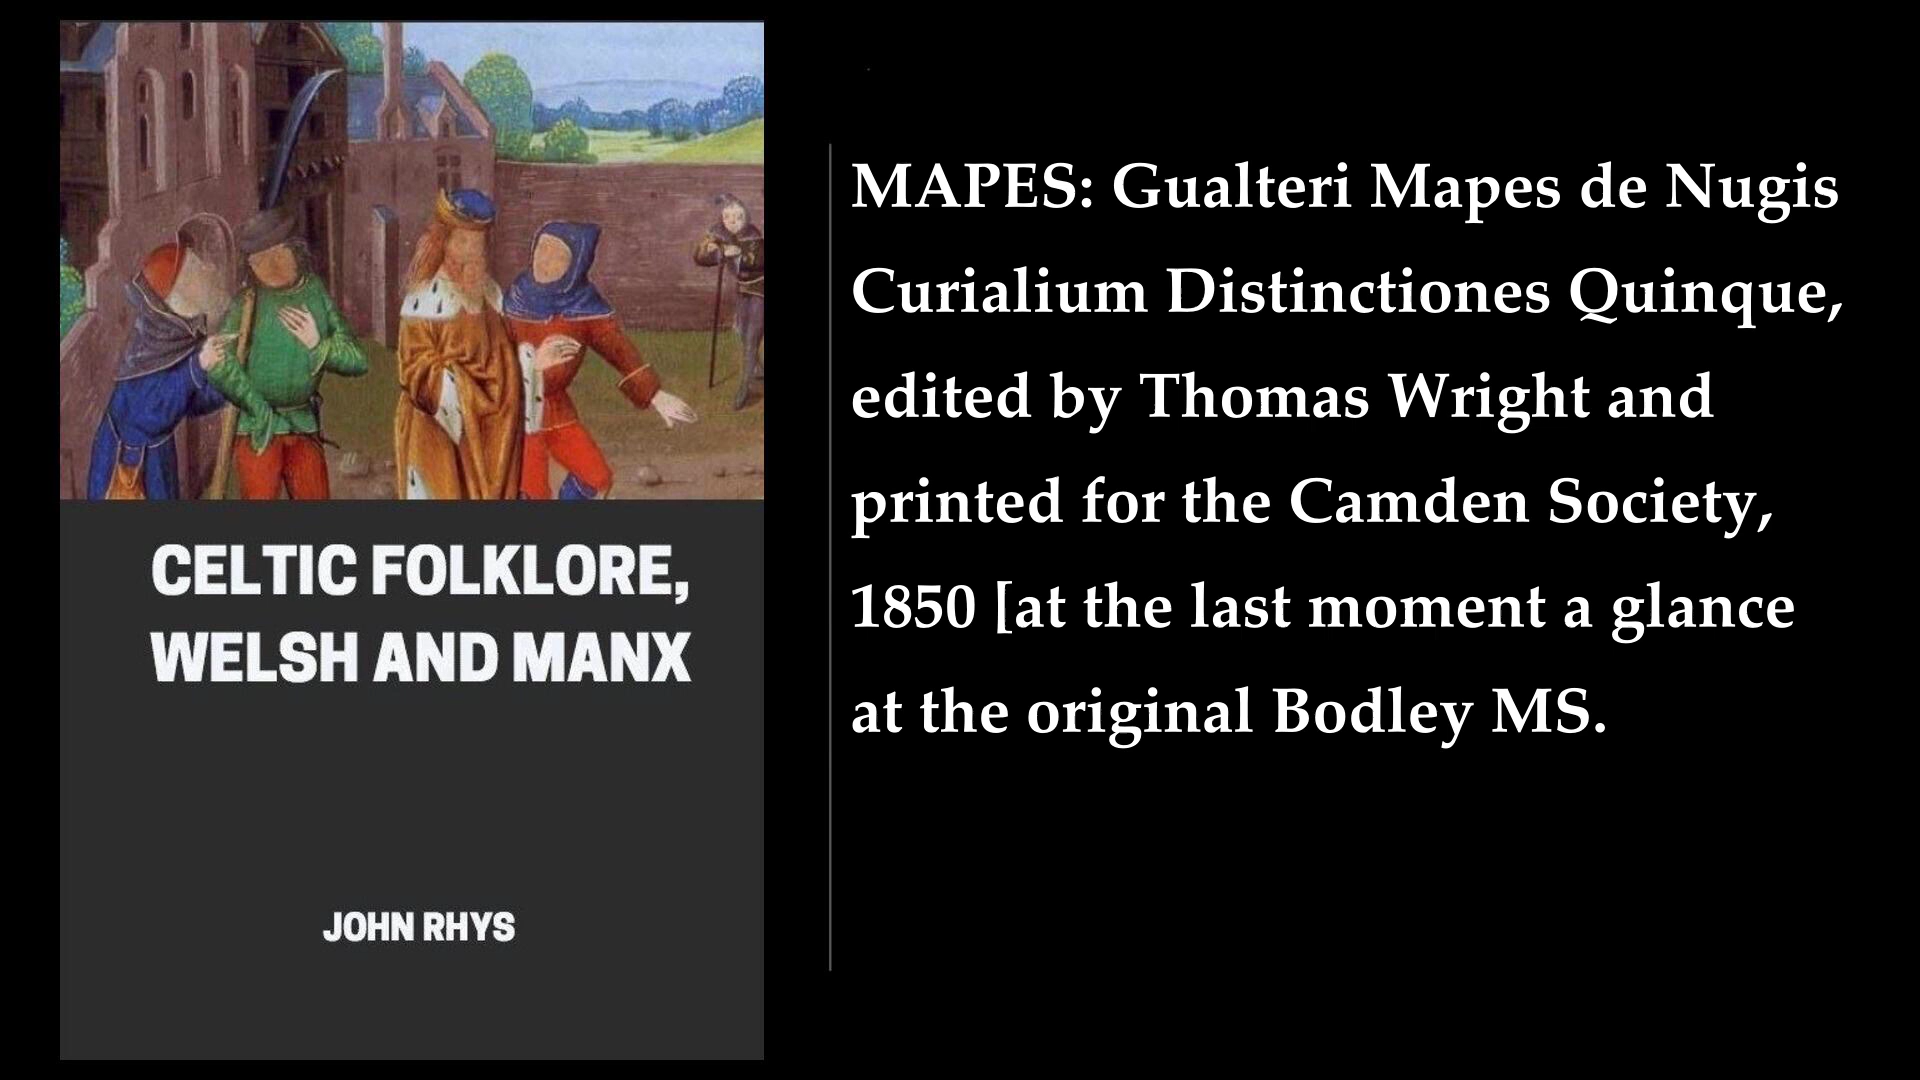 CELTIC FOLKLORE,
WELSH AND MANX
JOHN RHYS
MAPES: Gualteri Mapes de Nugis
Curialium Distinctiones Quinque,
edited by Thomas Wright and
printed for the Camden Society,
1850 [at the last moment a glance
at the original Bodley MS.